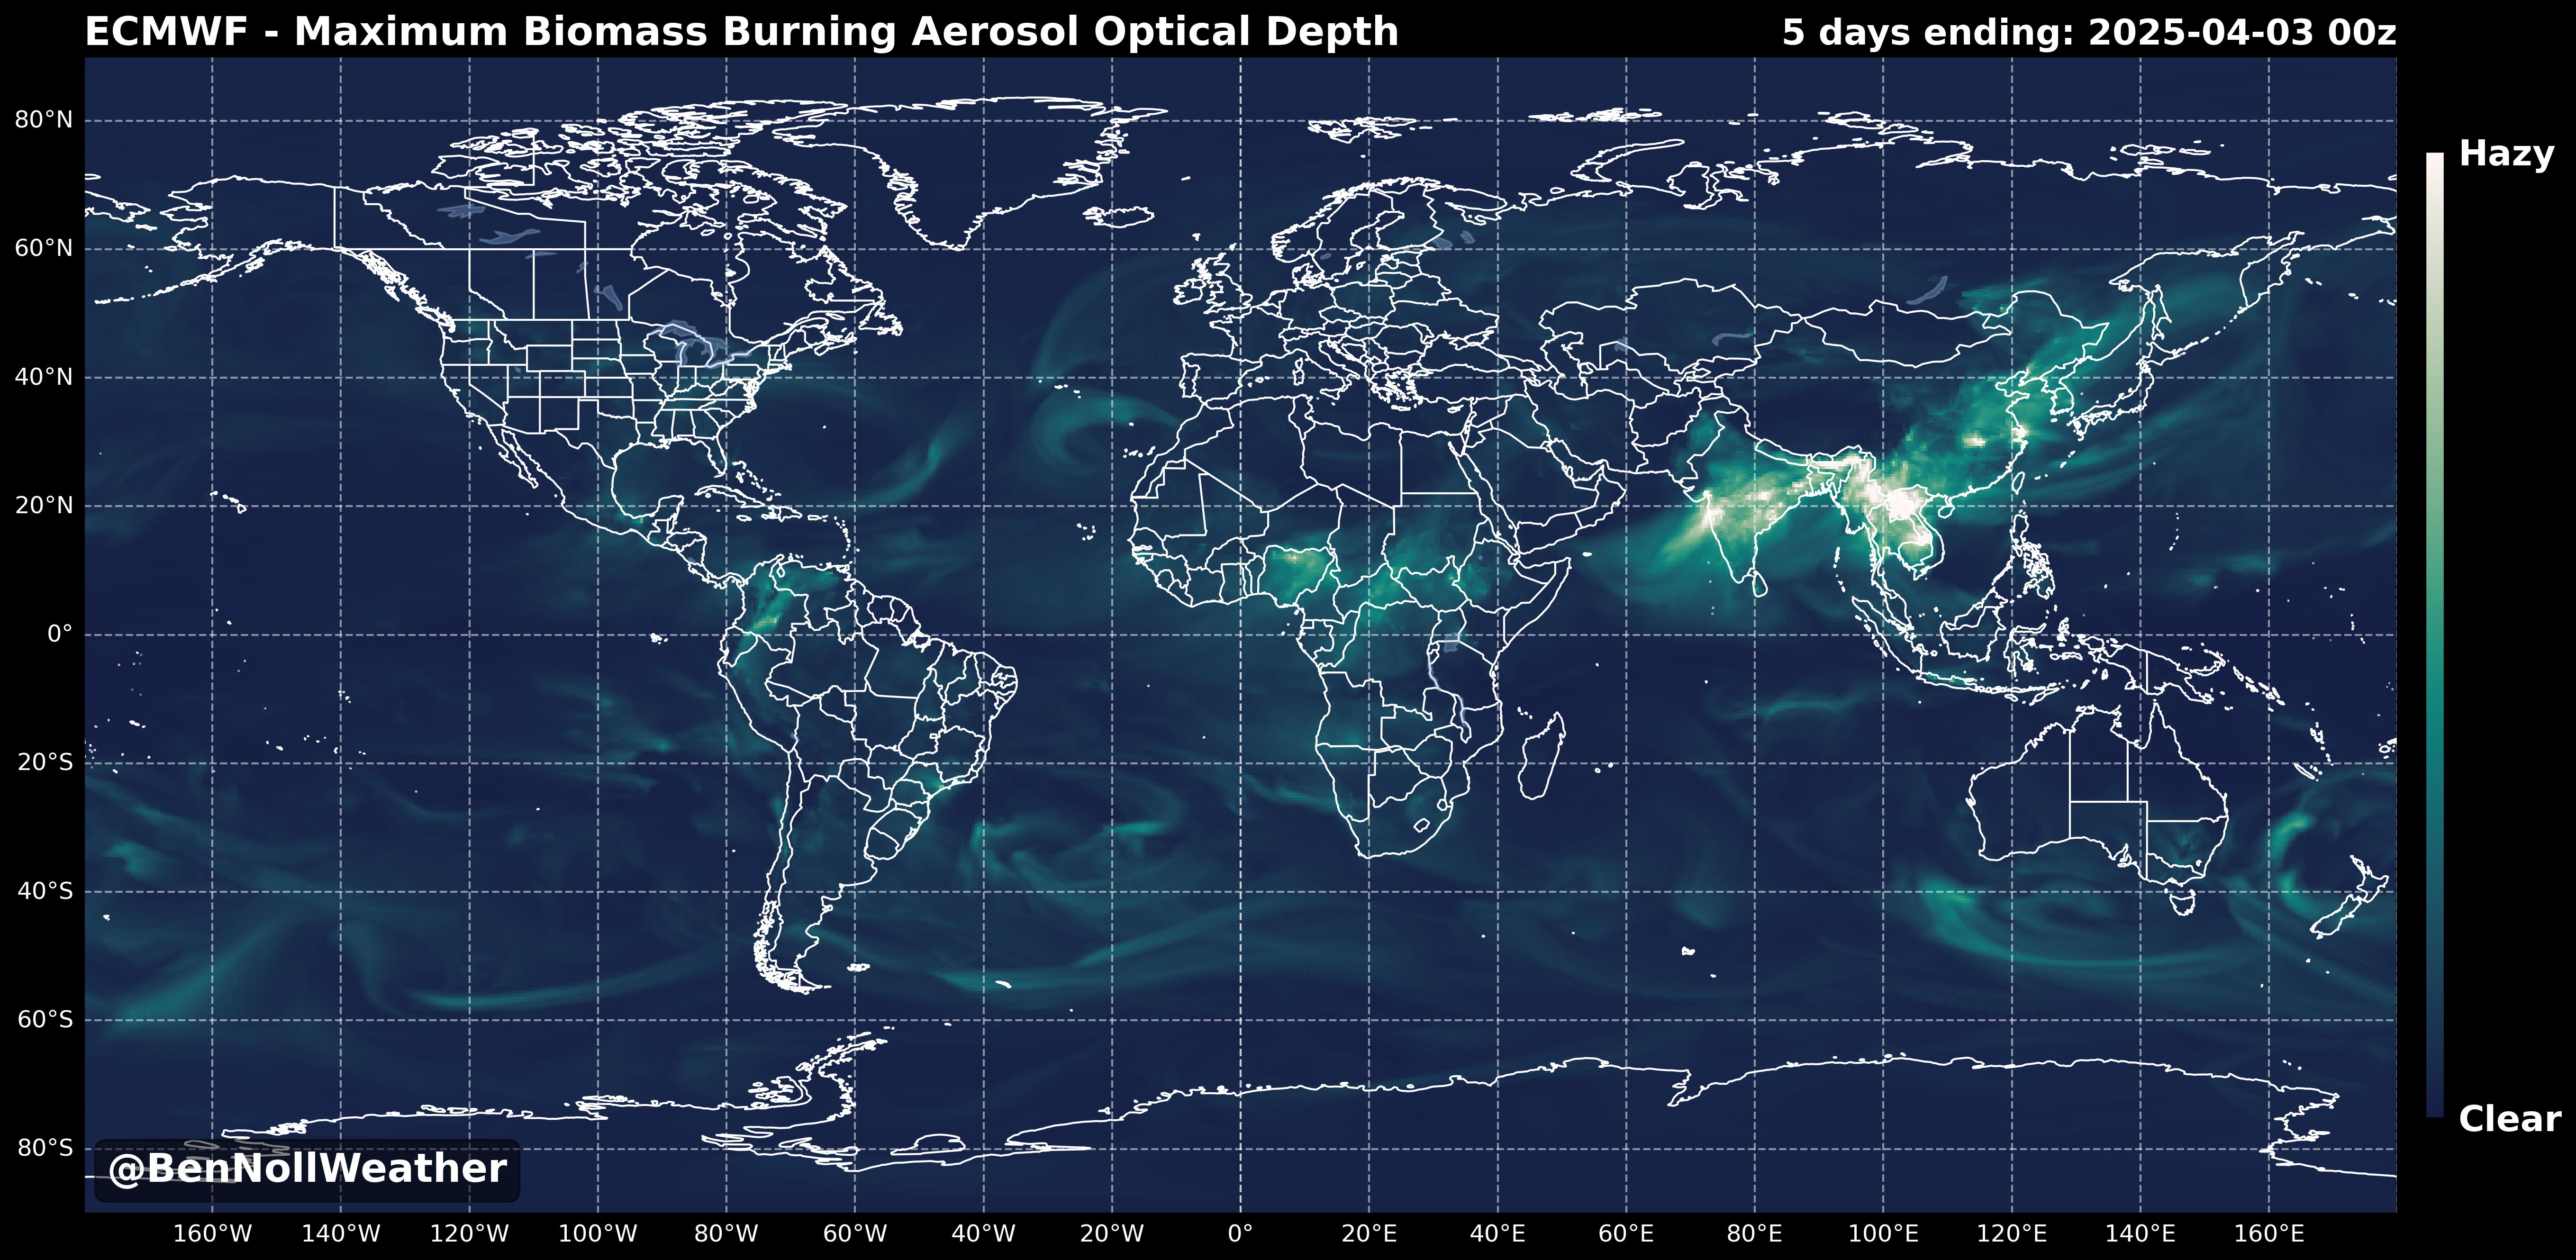 ECMWF - Maximum Biomass Burning Aerosol Optical Depth
5 days ending: 2025-04-03 00z
Hazy
80°N
60°N
40°N
20°N
0°
20°S
40°S
60°S
80°S
Clear
@BenNollWeather
160°W 140°W 120°W 100°W 80°W 60°W 40°W 20°W 0° 20°E 40°E 60°E 80°E 100°E 120°E 140°E 160°E